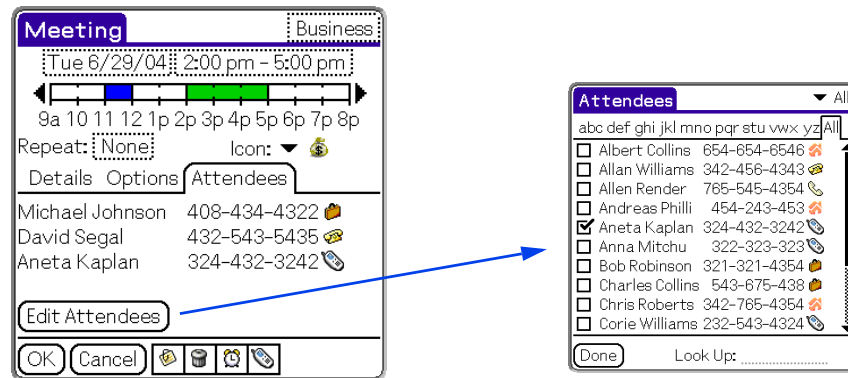 Meeting Business
Tue 6/29/04 2:00 pm - 5:00 pm
9a 10 11 12 1p 2p 3p 4p 5p 6p 7p 8p
Repeat: None Icon:
Details Options Attendees
Michael Johnson 408-434-4322
David Segal 432-543-5435
Aneta Kaplan 324-432-3242
Edit Attendees
OK Cancel
Attendees All
abc def ghi jkl mno pqr stu vwx yz All
Albert Collins 654-654-6546
Allan Williams 342-456-4343
Allen Render 765-545-4354
Andreas Philli 454-243-453
Aneta Kaplan 324-432-3242
Anna Mitchu 322-323-323
Bob Robinson 321-321-4354
Charles Collins 543-675-438
Chris Roberts 342-765-4354
Corie Williams 232-543-4324
Done Look Up: